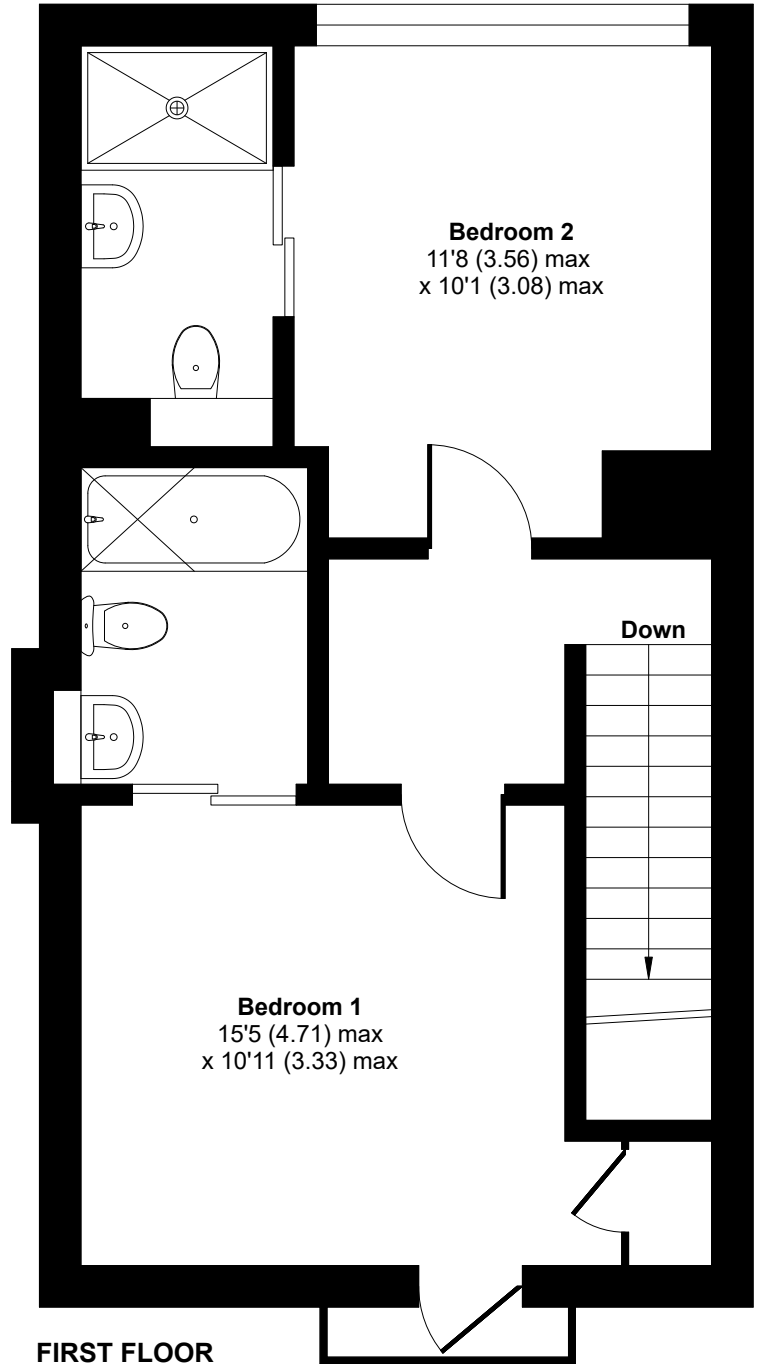 Bedroom 2
11'8 (3.56) max
x 10'1 (3.08) max
Down
Bedroom 1
15'5 (4.71) max
x 10'11 (3.33) max
FIRST FLOOR